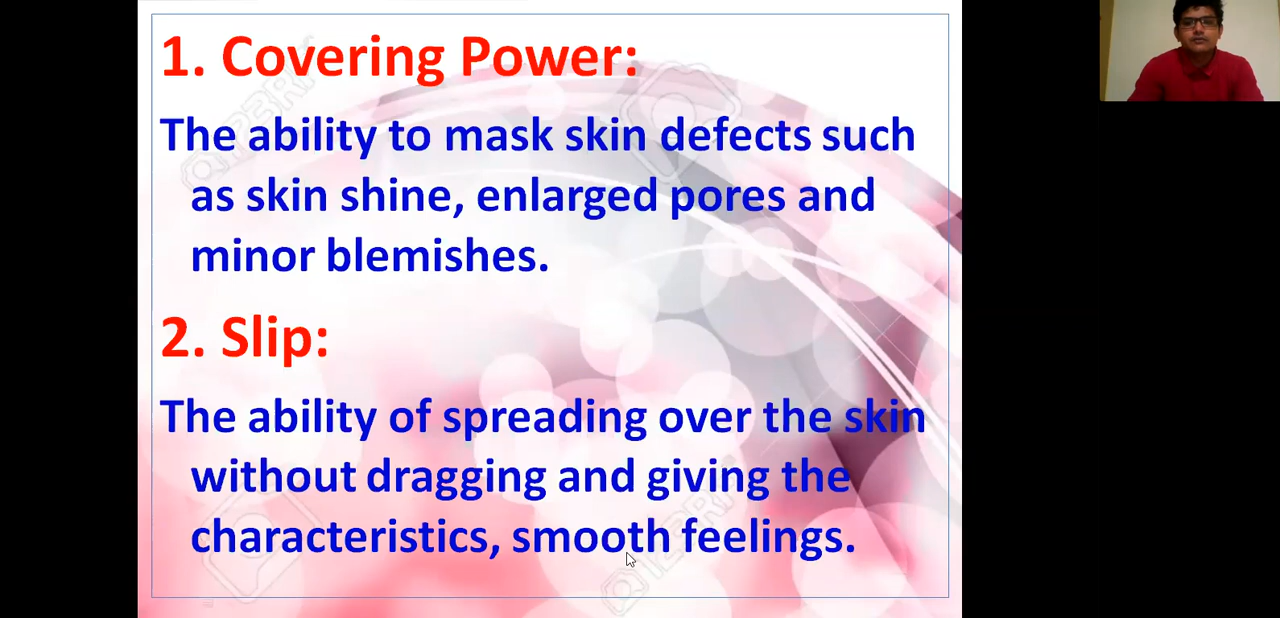 1. Covering Power:
The ability to mask skin defects such
as skin shine, enlarged pores and
minor blemishes.
2. Slip:
The ability of spreading over the skin
without dragging and giving the
characteristics, smooth feelings.